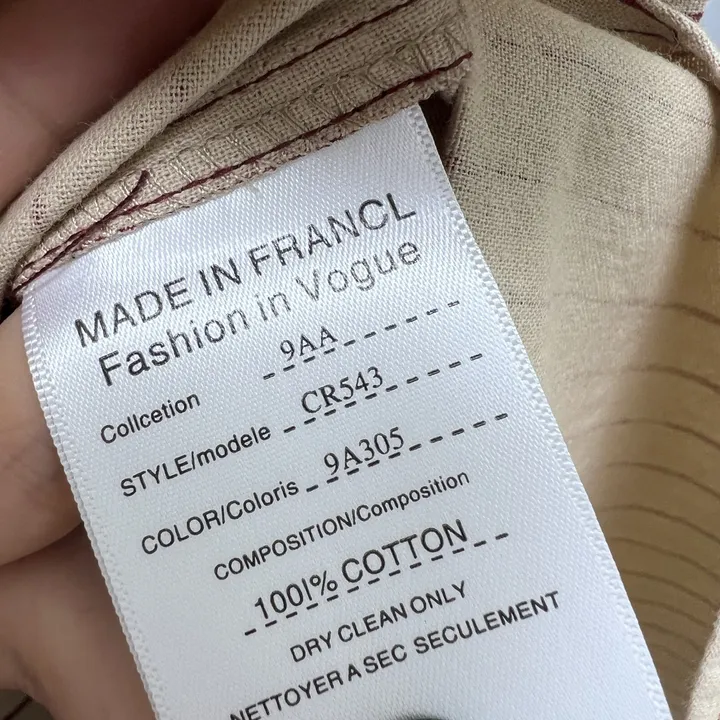 MADE IN FRANCL
Fashion in Vogue
Collcetion 9AA
STYLE/modele CR543
COLOR/Coloris 9A305
COMPOSITION/Composition
100I% COTTON
DRY CLEAN ONLY
NETTOYER A SEC SECULEMENT